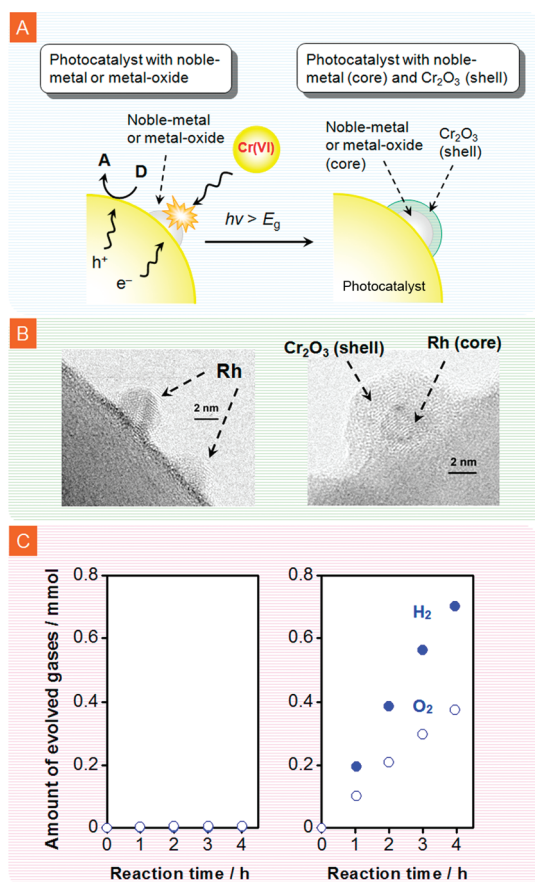 A
Photocatalyst with noble-
metal or metal-oxide
Photocatalyst with noble-
metal (core) and Cr₂O₃ (shell)
Noble-metal
or metal-oxide
Cr(VI)
A
D
h⁺
e⁻
hν > Eg
Noble-metal
or metal-oxide
(core)
Cr₂O₃
(shell)
Photocatalyst
B
Rh
2 nm
Cr₂O₃ (shell)
Rh (core)
2 nm
C
Amount of evolved gases / mmol
0.8
0.6
0.4
0.2
0
0 1 2 3 4
Reaction time / h
0.8
0.6
0.4
0.2
0
H₂
O₂
0 1 2 3 4
Reaction time / h